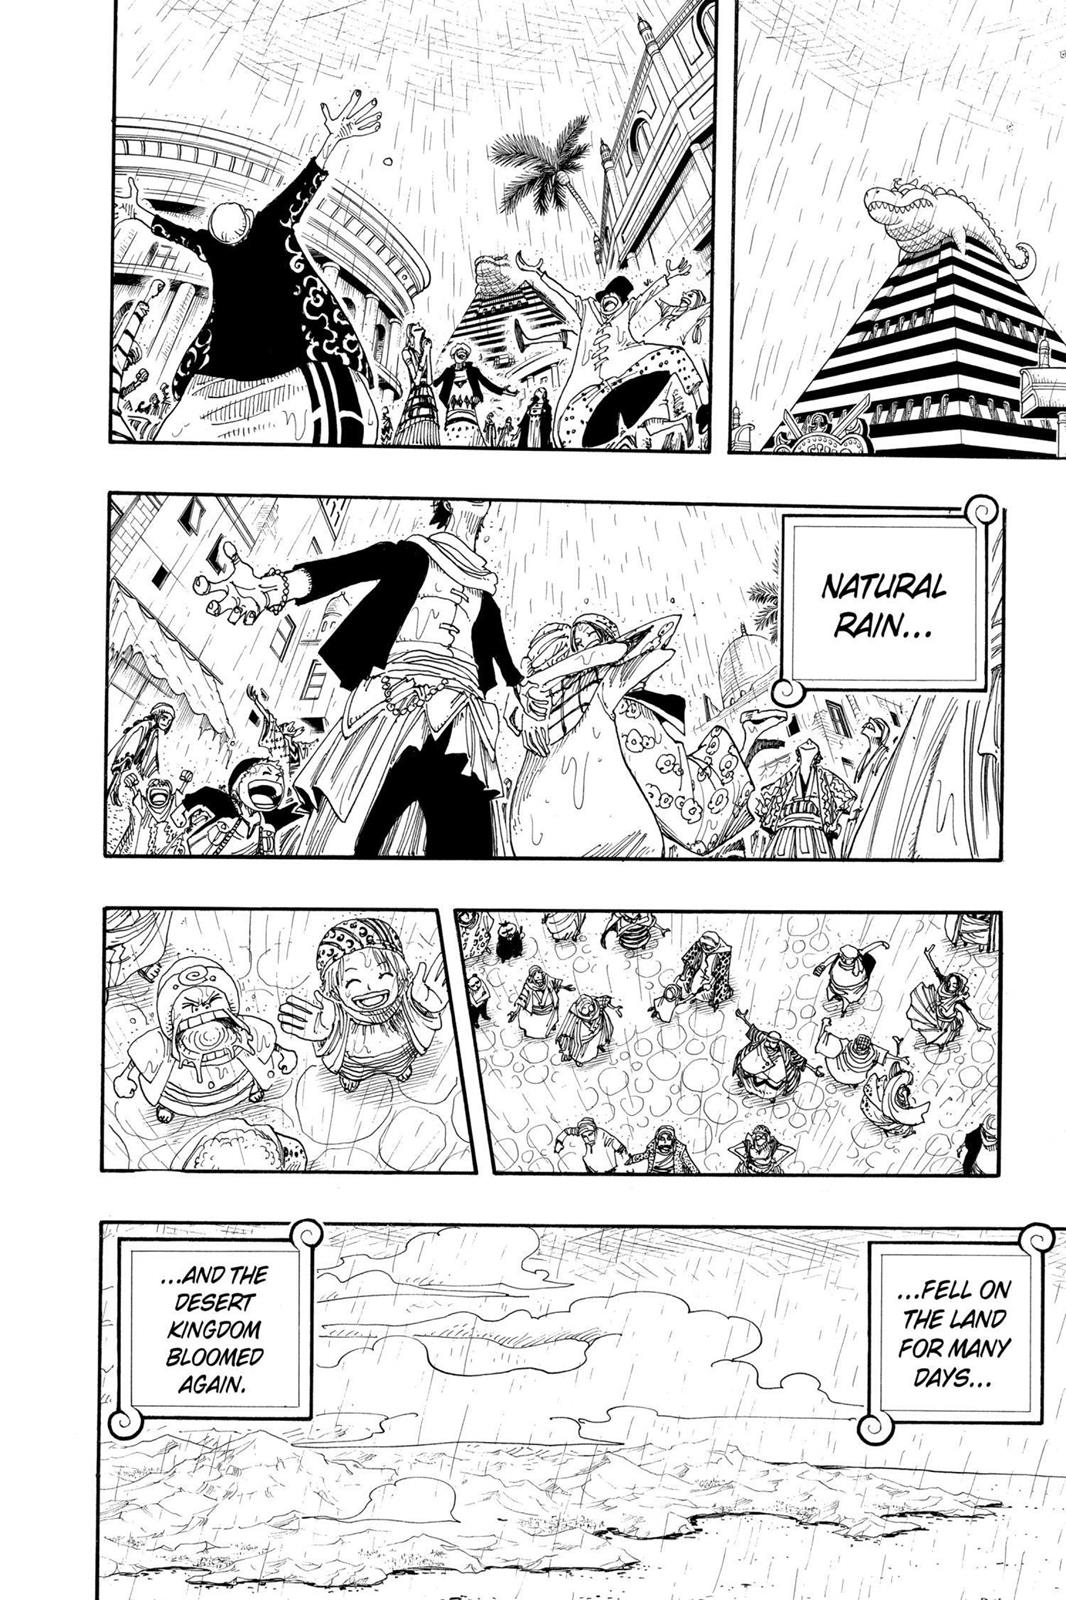 NATURAL
RAIN...
...FELL ON
THE LAND
FOR MANY
DAYS...
...AND THE
DESERT
KINGDOM
BLOOMED
AGAIN.